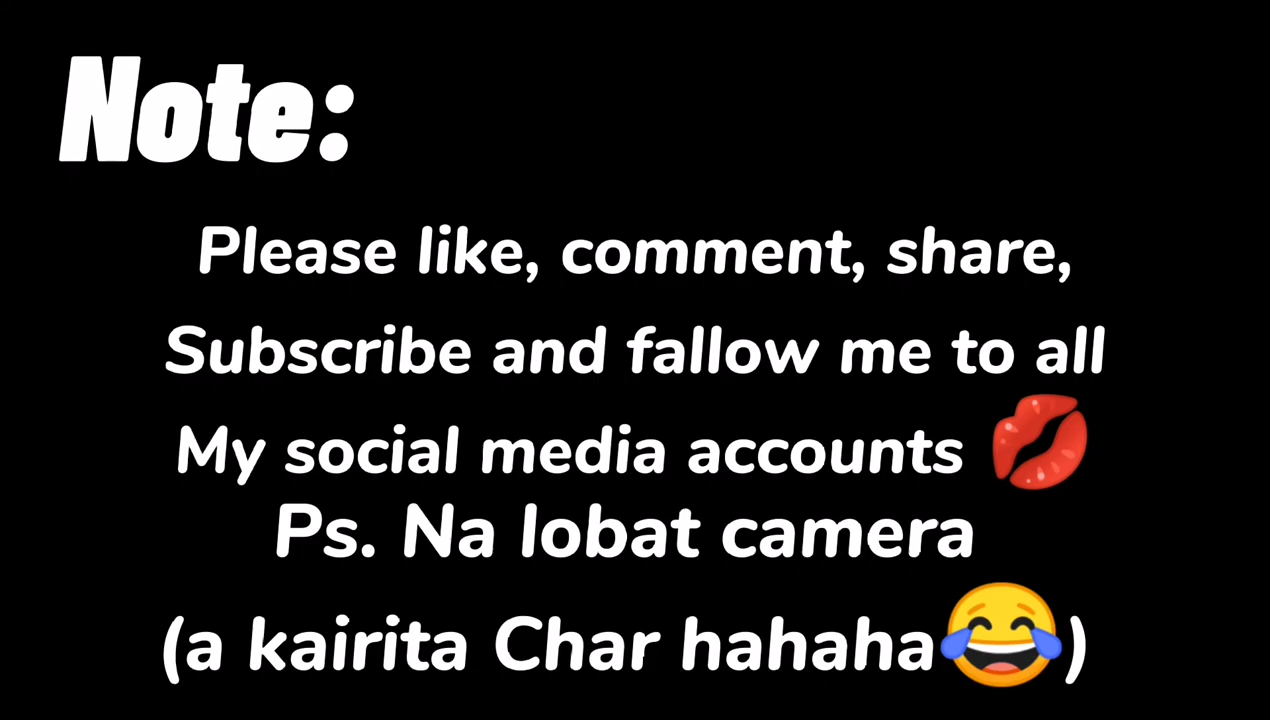 Note:
Please like, comment, share,
Subscribe and fallow me to all
My social media accounts 💋
Ps. Na lobat camera
(a kairita Char hahaha😂)